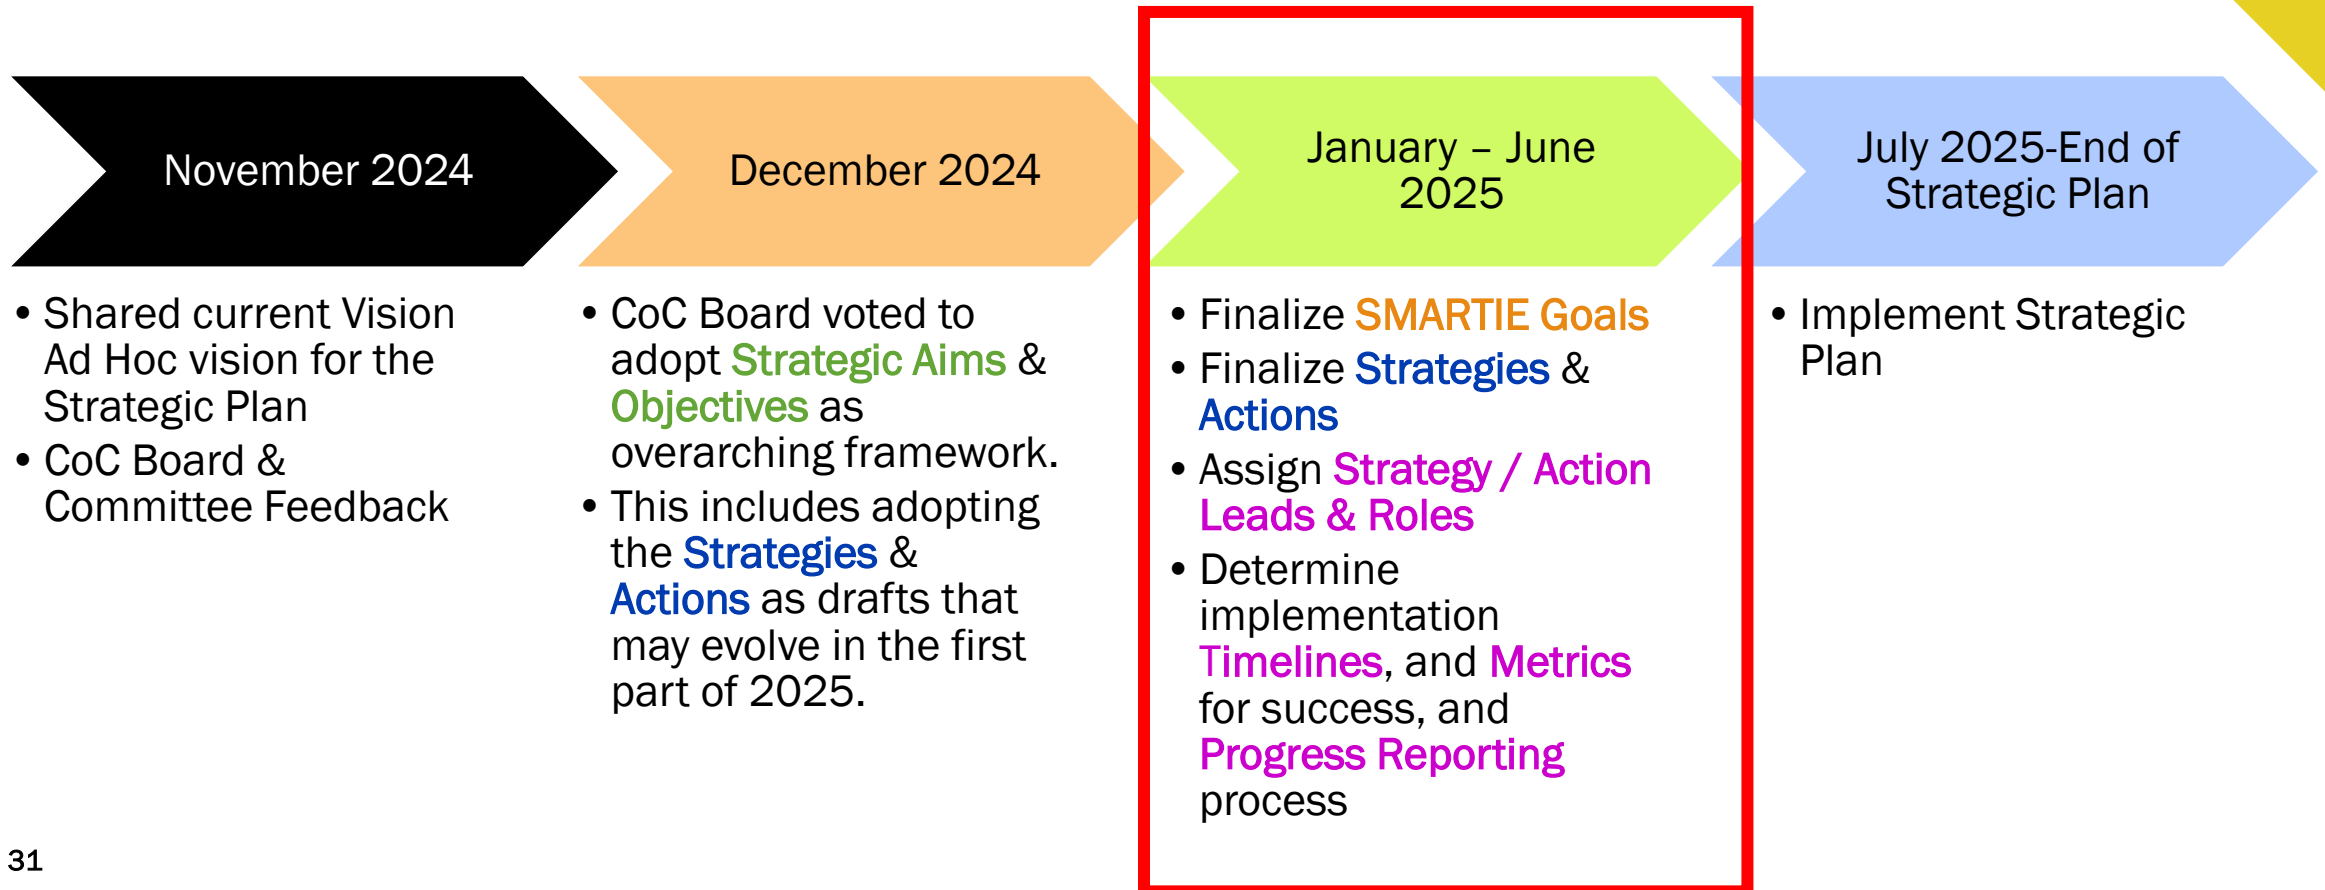 November 2024
• Shared current Vision
Ad Hoc vision for the
Strategic Plan
• CoC Board &
Committee Feedback
December 2024
• CoC Board voted to
adopt Strategic Aims &
Objectives as
overarching framework.
• This includes adopting
the Strategies &
Actions as drafts that
may evolve in the first
part of 2025.
January – June
2025
• Finalize SMARTIE Goals
• Finalize Strategies &
Actions
• Assign Strategy / Action
Leads & Roles
• Determine
implementation
Timelines, and Metrics
for success, and
Progress Reporting
process
July 2025-End of
Strategic Plan
• Implement Strategic
Plan
31